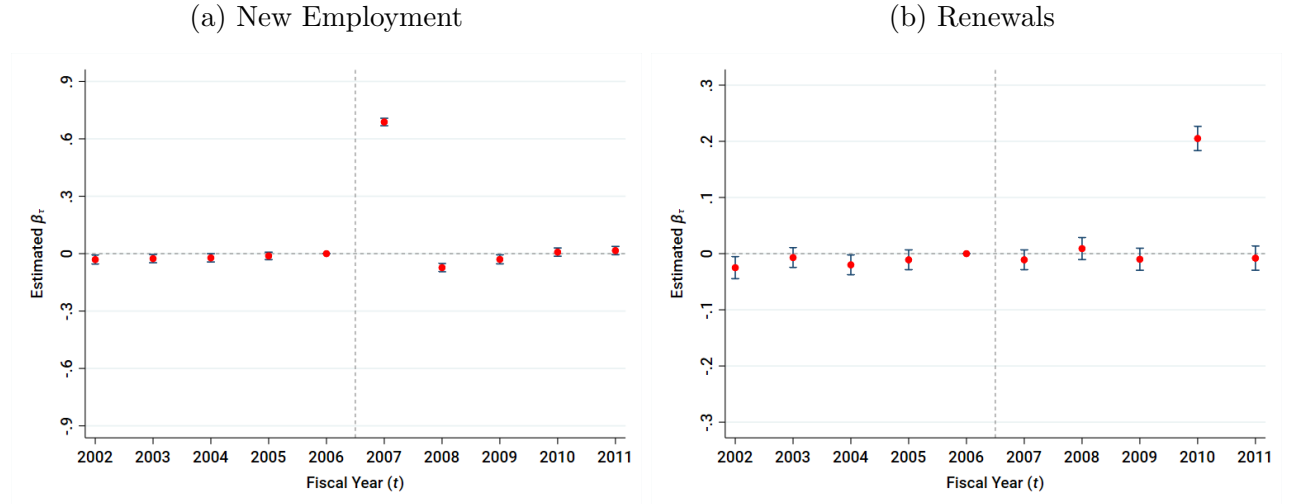 (a) New Employment
.9
.6
.3
0
-.3
-.6
-.9
Estimated βτ
2002 2003 2004 2005 2006 2007 2008 2009 2010 2011
Fiscal Year (t)
(b) Renewals
.3
.2
.1
0
-.1
-.2
-.3
Estimated βτ
2002 2003 2004 2005 2006 2007 2008 2009 2010 2011
Fiscal Year (t)